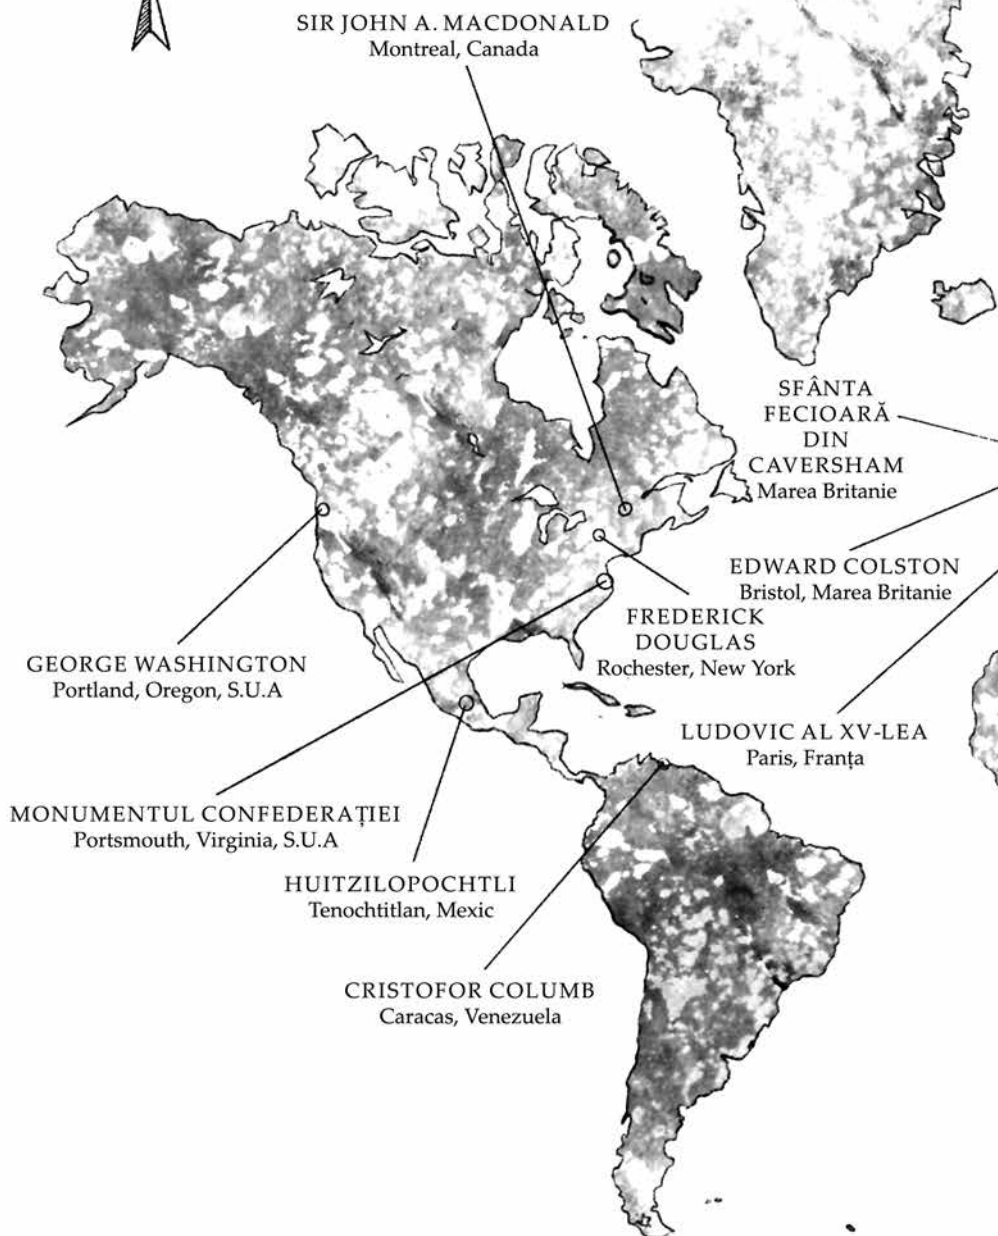 SIR JOHN A. MACDONALD
Montreal, Canada
SFÂNTA
FECIOARĂ
DIN
CAVERSHAM
Marea Britanie
EDWARD COLSTON
Bristol, Marea Britanie
FREDERICK
DOUGLAS
Rochester, New York
GEORGE WASHINGTON
Portland, Oregon, S.U.A
LUDOVIC AL XV-LEA
Paris, Franța
MONUMENTUL CONFEDERAȚIEI
Portsmouth, Virginia, S.U.A
HUITZILOPOCHTLI
Tenochtitlan, Mexic
CRISTOFOR COLUMB
Caracas, Venezuela